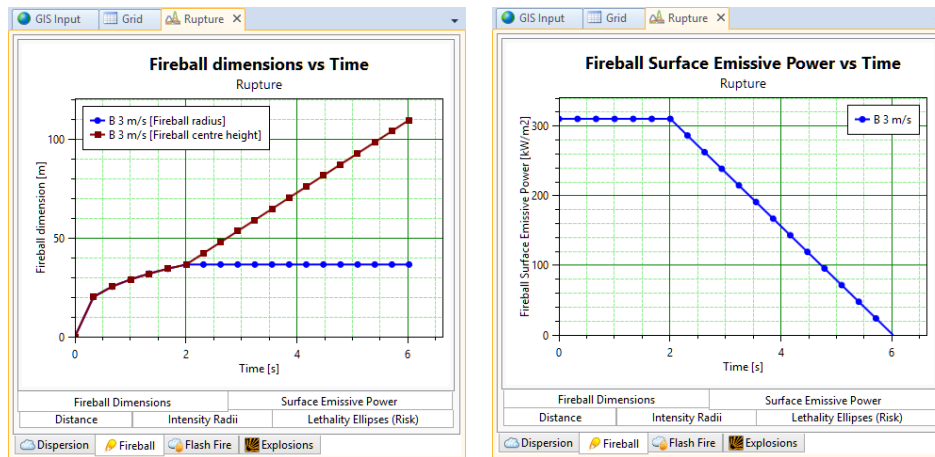 GIS Input
Grid
Rupture
Fireball dimensions vs Time
Rupture
B 3 m/s [Fireball radius]
B 3 m/s [Fireball centre height]
Fireball dimension [m]
100
50
0
0
2
4
6
Time [s]
Fireball Dimensions
Surface Emissive Power
Distance
Intensity Radii
Lethality Ellipses (Risk)
Dispersion
Fireball
Flash Fire
Explosions
GIS Input
Grid
Rupture
Fireball Surface Emissive Power vs Time
Rupture
B 3 m/s
Fireball Surface Emissive Power [kW/m2]
300
200
100
0
0
2
4
6
Time [s]
Fireball Dimensions
Surface Emissive Power
Distance
Intensity Radii
Lethality Ellipses (Risk)
Dispersion
Fireball
Flash Fire
Explosions